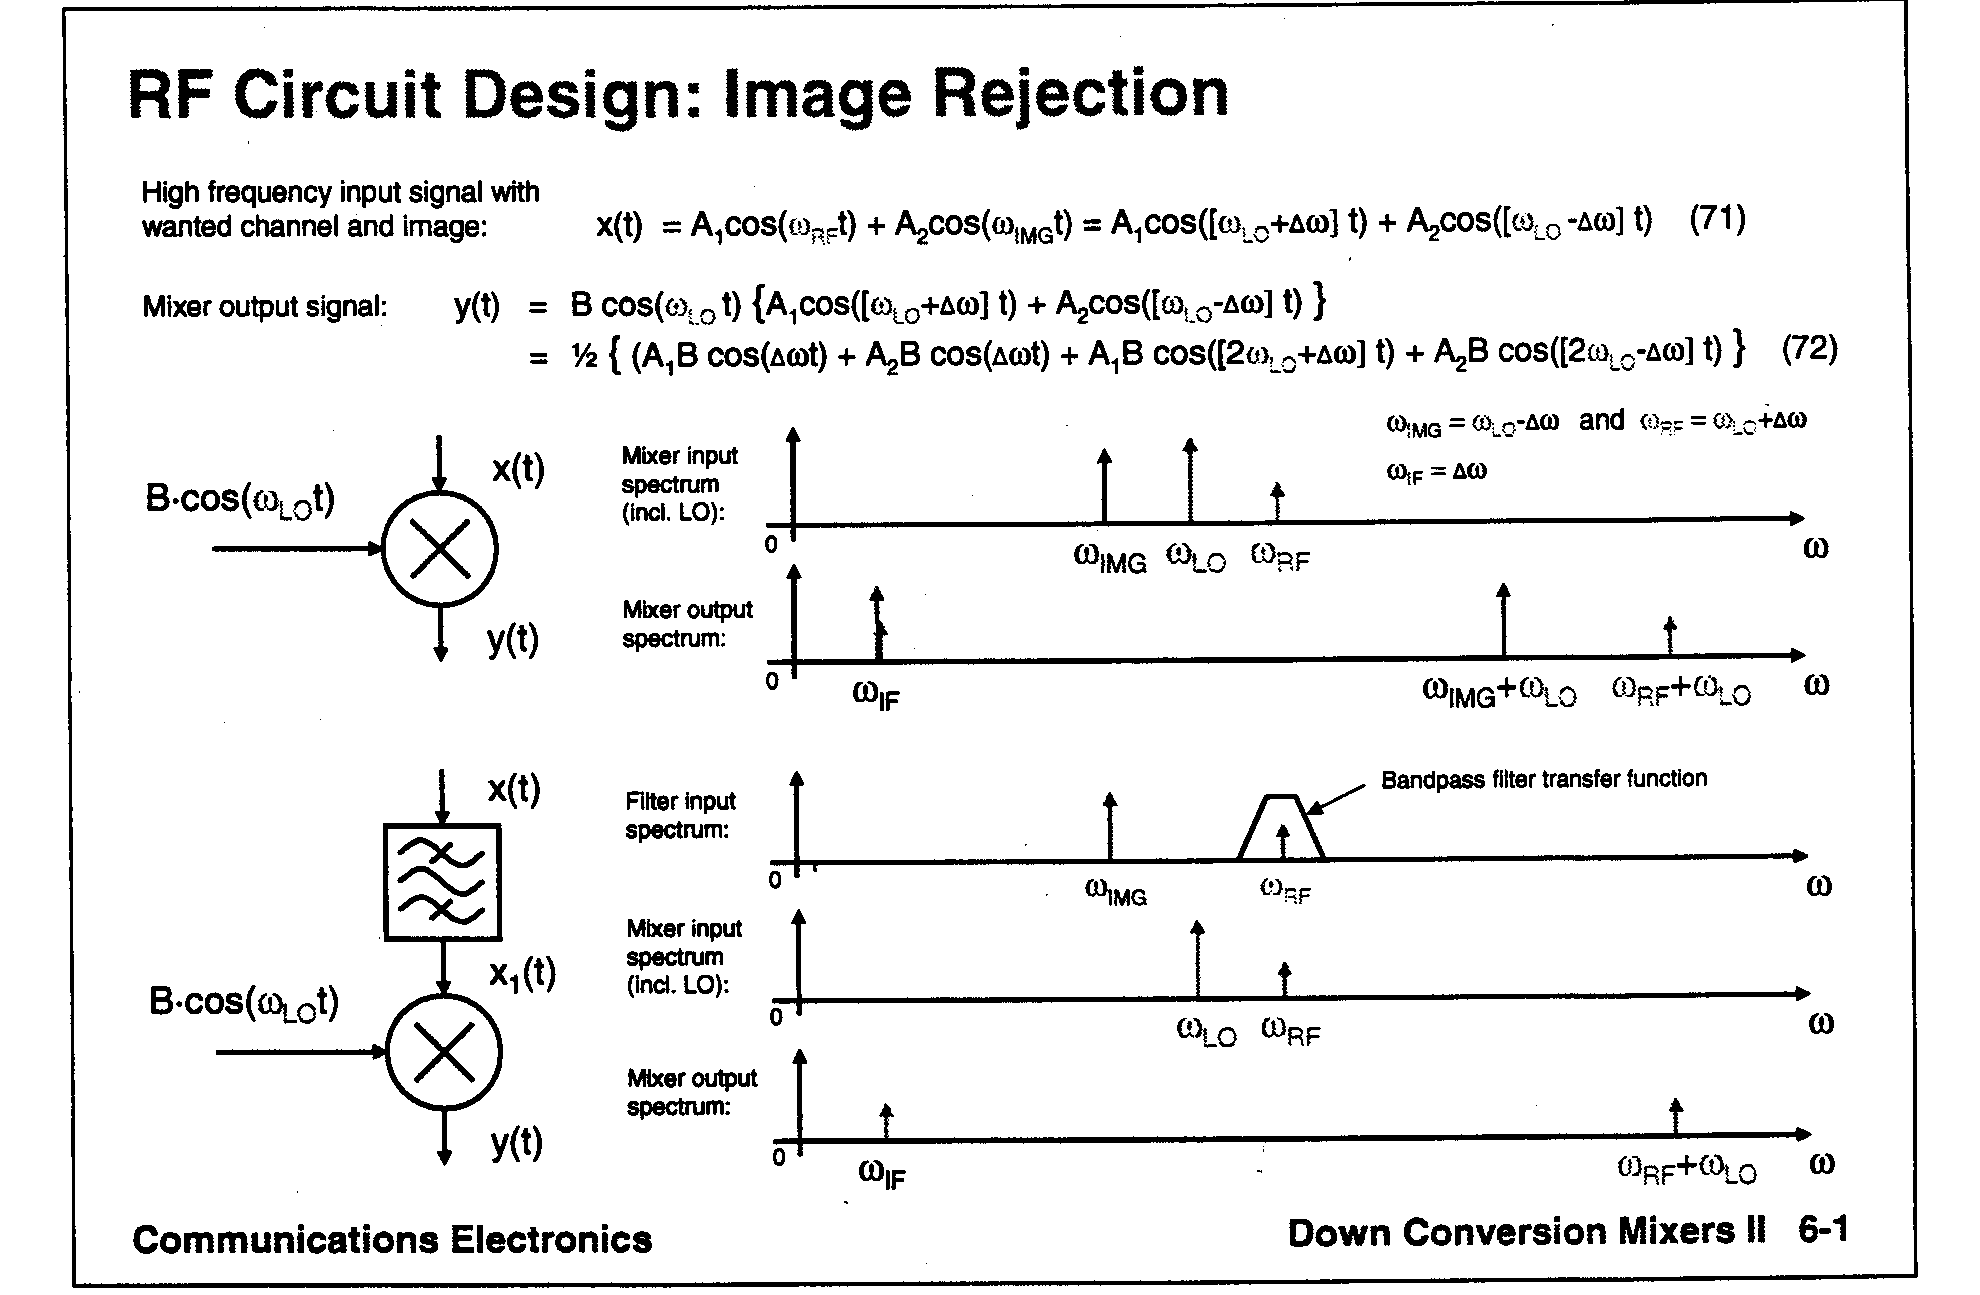 RF Circuit Design: Image Rejection
High frequency input signal with
wanted channel and image:
x(t) = A₁cos(ω_RF t) + A₂cos(ω_IMG t) = A₁cos([ω_LO+Δω] t) + A₂cos([ω_LO-Δω] t) (71)
Mixer output signal: y(t) = B cos(ω_LO t) {A₁cos([ω_LO+Δω] t) + A₂cos([ω_LO-Δω] t) }
= ½ { (A₁B cos(Δωt) + A₂B cos(Δωt) + A₁B cos([2ω_LO+Δω] t) + A₂B cos([2ω_LO-Δω] t) } (72)
ω_IMG = ω_LO-Δω and ω_RF = ω_LO+Δω
ω_IF = Δω
x(t)
B·cos(ω_LO t)
y(t)
Mixer input
spectrum
(incl. LO):
0
ω_IMG ω_LO ω_RF ω
Mixer output
spectrum:
0
ω_IF ω_IMG+ω_LO ω_RF+ω_LO ω
x(t)
x₁(t)
B·cos(ω_LO t)
y(t)
Filter input
spectrum:
Bandpass filter transfer function
0
ω_IMG ω_RF ω
Mixer input
spectrum
(incl. LO):
0
ω_LO ω_RF ω
Mixer output
spectrum:
0
ω_IF ω_RF+ω_LO ω
Communications Electronics
Down Conversion Mixers II 6-1